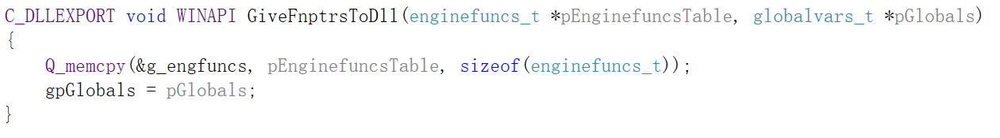 C_DLLEXPORT void WINAPI GiveFnptrsToDll(enginefuncs_t *pEnginefuncsTable, globalvars_t *pGlobals)
{
    Q_memcpy(&g_engfuncs, pEnginefuncsTable, sizeof(enginefuncs_t));
    gpGlobals = pGlobals;
}